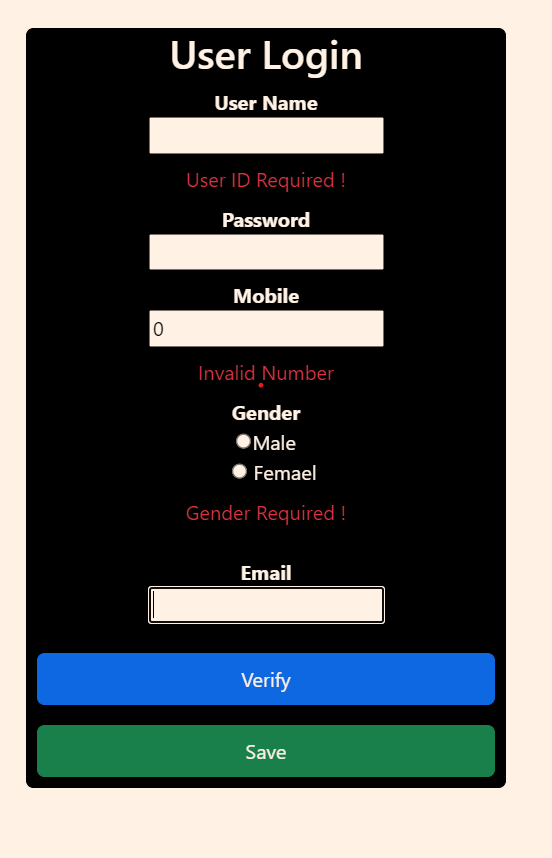 User Login
User Name
User ID Required !
Password
Mobile
0
Invalid Number
Gender
Male
Femael
Gender Required !
Email
Verify
Save